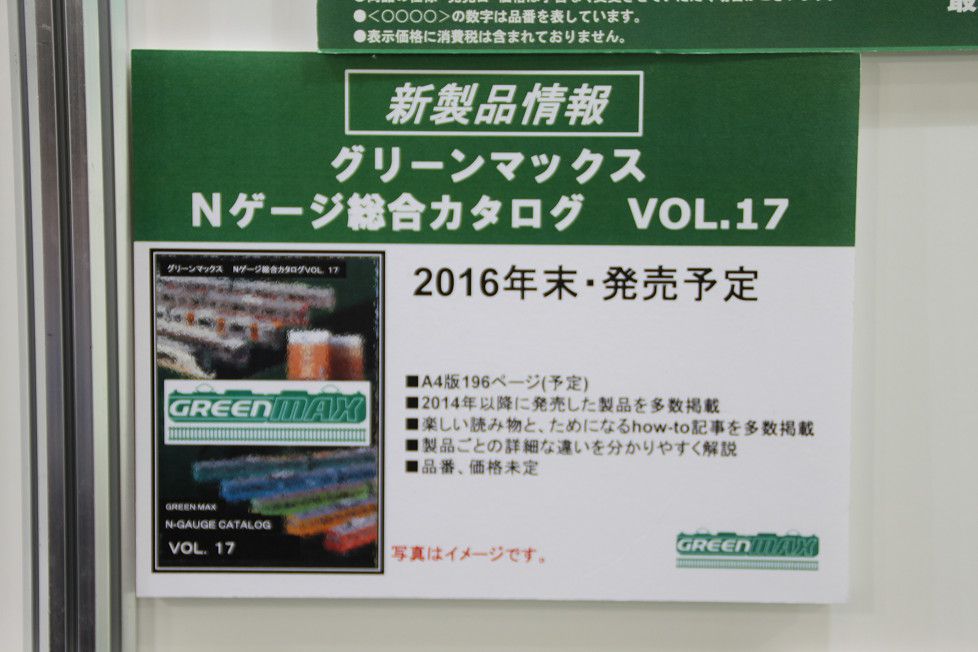 ●<○○○○>の数字は品番を表しています。
●表示価格に消費税は含まれておりません。
新製品情報
グリーンマックス
Nゲージ総合カタログ VOL.17
2016年末・発売予定
グリーンマックス Nゲージ総合カタログVOL. 17
GREENMAX
GREEN MAX
N-GAUGE CATALOG
VOL. 17
■A4版196ページ(予定)
■2014年以降に発売した製品を多数掲載
■楽しい読み物と、ためになるhow-to記事を多数掲載
■製品ごとの詳細な違いを分かりやすく解説
■品番、価格未定
写真はイメージです。
GREENMAX